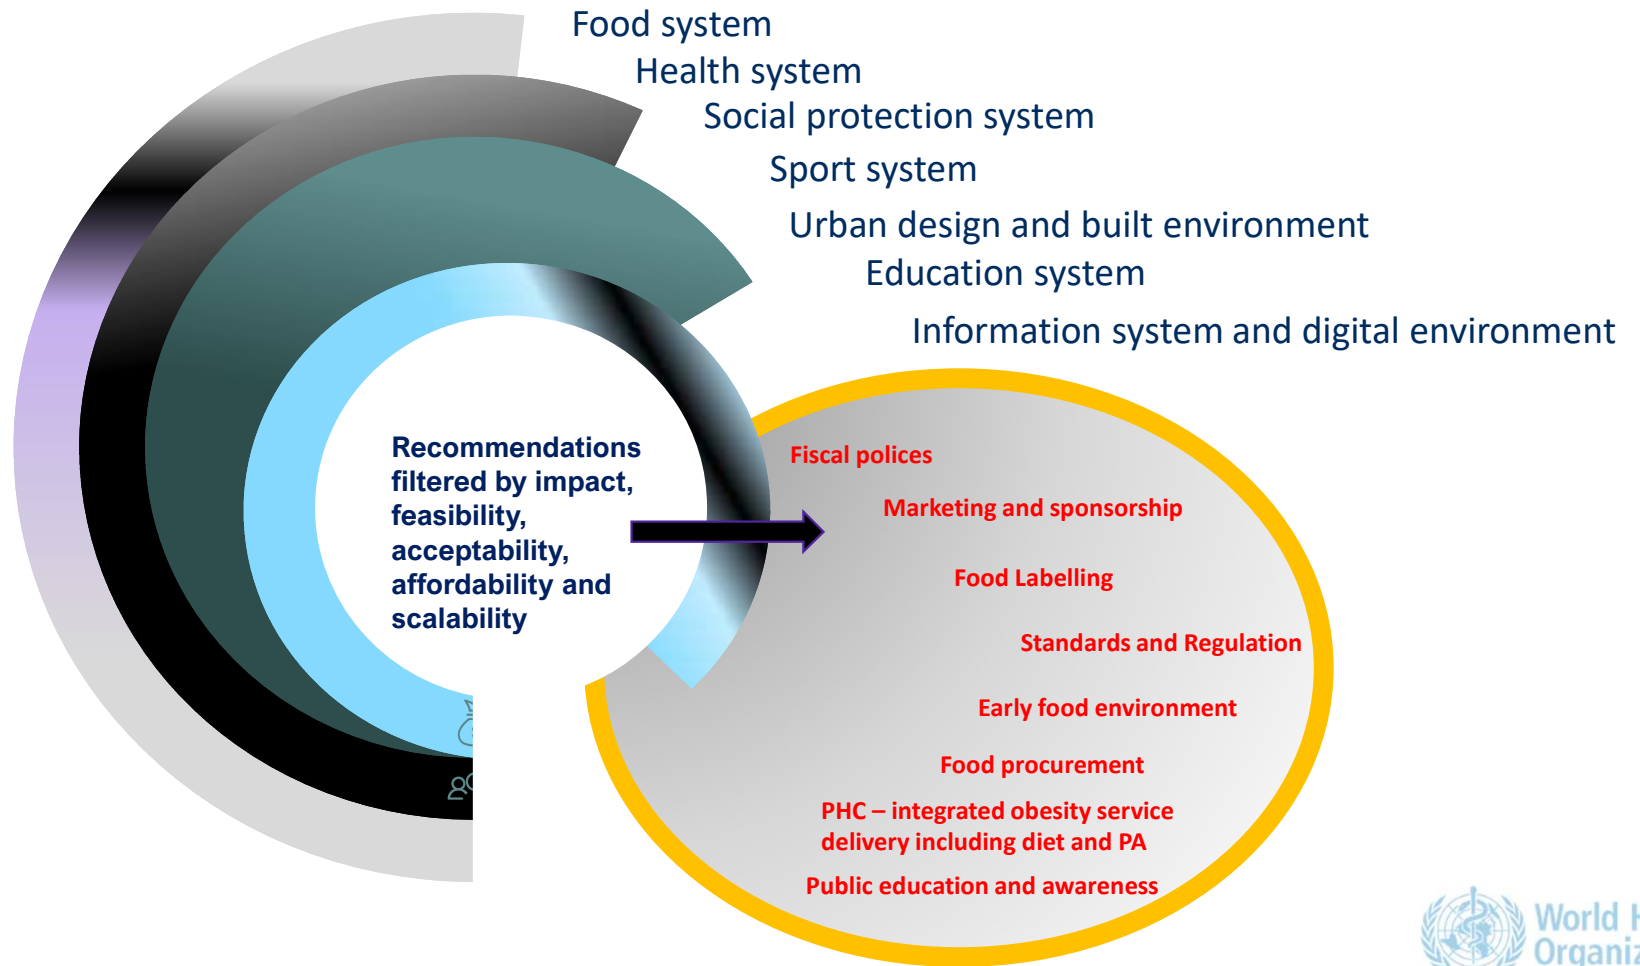 Food system
Health system
Social protection system
Sport system
Urban design and built environment
Education system
Information system and digital environment
Recommendations
filtered by impact,
feasibility,
acceptability,
affordability and
scalability
Fiscal polices
Marketing and sponsorship
Food Labelling
Standards and Regulation
Early food environment
Food procurement
PHC – integrated obesity service
delivery including diet and PA
Public education and awareness
World H
Organiz